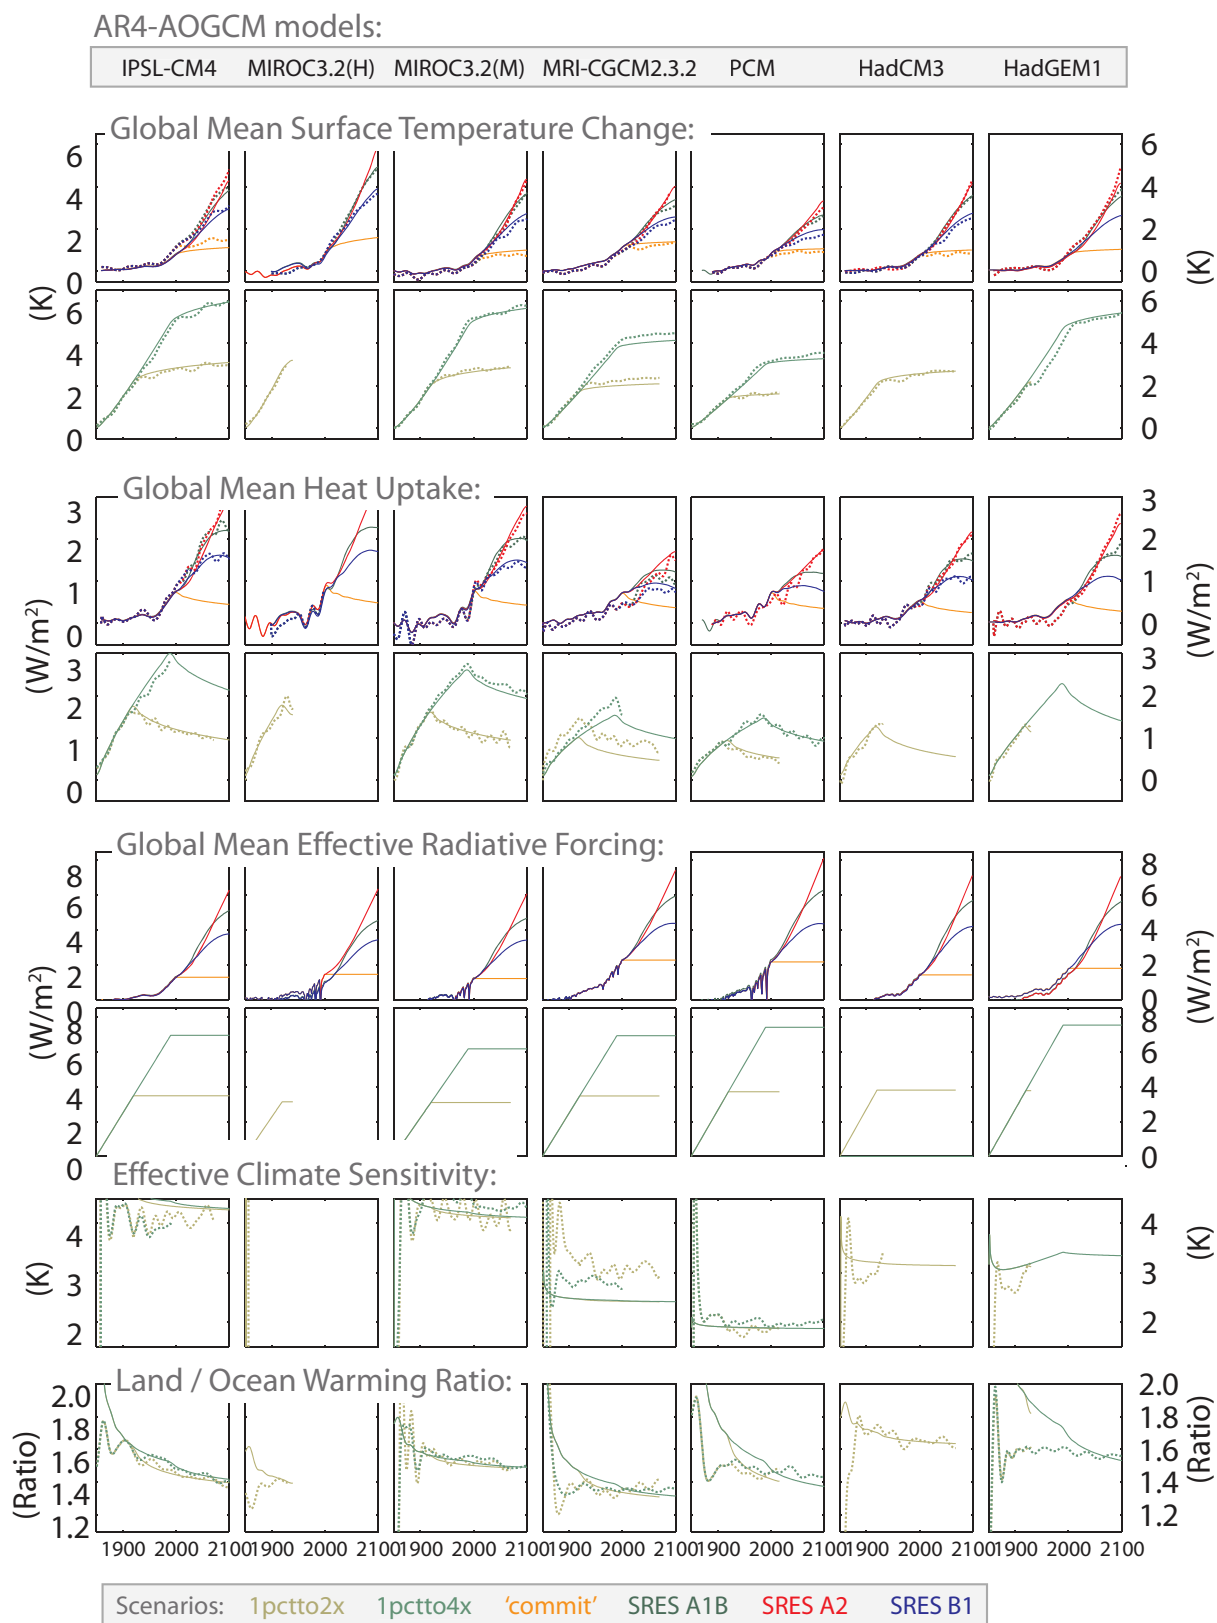 AR4-AOGCM models:
IPSL-CM4 MIROC3.2(H) MIROC3.2(M) MRI-CGCM2.3.2 PCM HadCM3 HadGEM1
Global Mean Surface Temperature Change:
6 6
4 4
2 2
0 0
(K) (K)
6 6
4 4
2 2
0 0
Global Mean Heat Uptake:
3 3
2 2
1 1
0 0
(W/m²) (W/m²)
3 3
2 2
1 1
0 0
Global Mean Effective Radiative Forcing:
8 8
6 6
4 4
2 2
0 0
(W/m²) (W/m²)
8 8
6 6
4 4
2 2
0 0
Effective Climate Sensitivity:
4 4
3 3
2 2
(K) (K)
Land / Ocean Warming Ratio:
2.0 2.0
1.8 1.8
1.6 1.6
1.4 1.4
1.2 1.2
(Ratio) (Ratio)
1900 2000 2100 1900 2000 1900 2000 1900 2000 1900 2000 1900 2000 1900 2000 2100
Scenarios: 1pctto2x 1pctto4x 'commit' SRES A1B SRES A2 SRES B1